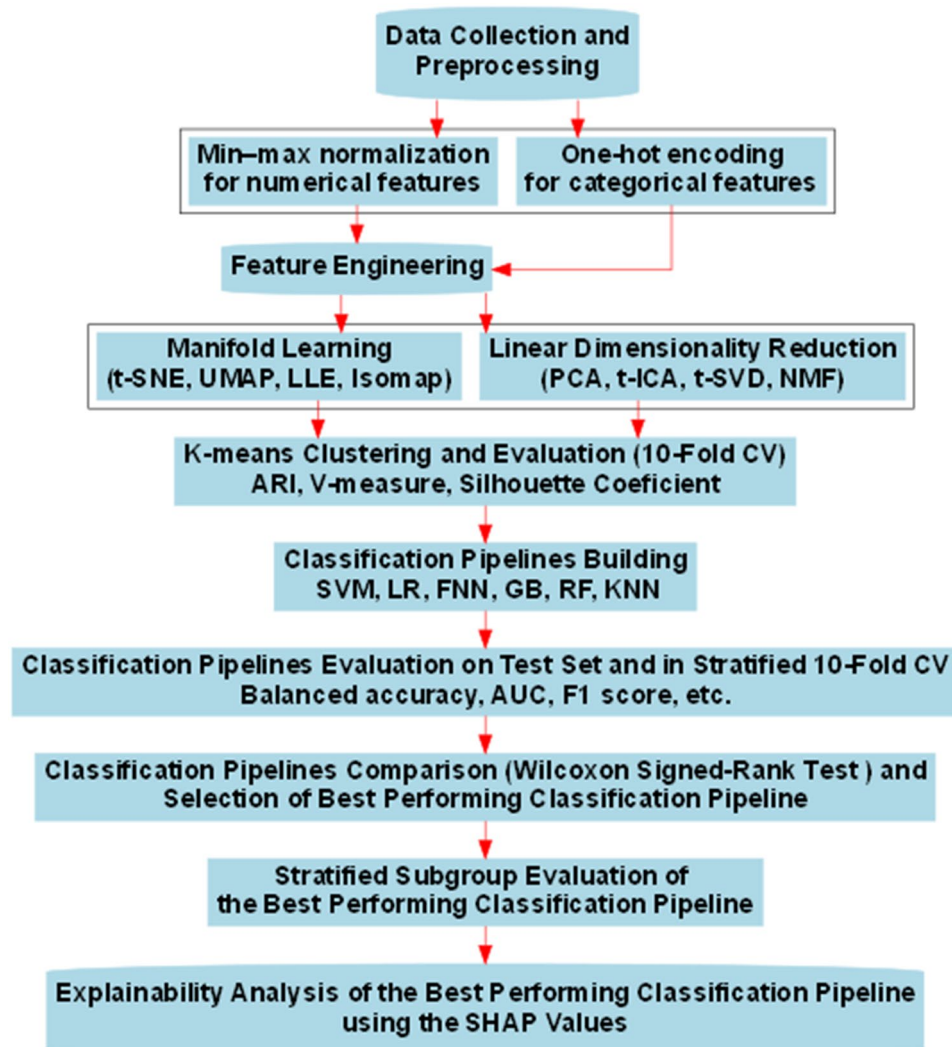 Data Collection and
Preprocessing
Min–max normalization
for numerical features
One-hot encoding
for categorical features
Feature Engineering
Manifold Learning
(t-SNE, UMAP, LLE, Isomap)
Linear Dimensionality Reduction
(PCA, t-ICA, t-SVD, NMF)
K-means Clustering and Evaluation (10-Fold CV)
ARI, V-measure, Silhouette Coeficient
Classification Pipelines Building
SVM, LR, FNN, GB, RF, KNN
Classification Pipelines Evaluation on Test Set and in Stratified 10-Fold CV
Balanced accuracy, AUC, F1 score, etc.
Classification Pipelines Comparison (Wilcoxon Signed-Rank Test ) and
Selection of Best Performing Classification Pipeline
Stratified Subgroup Evaluation of
the Best Performing Classification Pipeline
Explainability Analysis of the Best Performing Classification Pipeline
using the SHAP Values